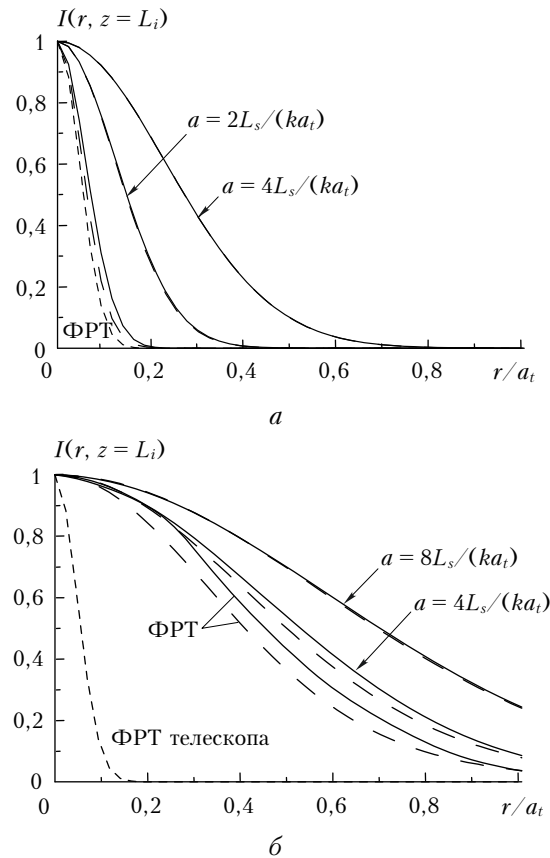 I(r, z = Lᵢ)
1
0,8
0,6
0,4
0,2
0
a = 2Lₛ/(kaₜ)
a = 4Lₛ/(kaₜ)
ФРТ
0 0,2 0,4 0,6 0,8 r/aₜ
а
I(r, z = Lᵢ)
1
0,8
0,6
0,4
0,2
0
a = 8Lₛ/(kaₜ)
a = 4Lₛ/(kaₜ)
ФРТ
ФРТ телескопа
0 0,2 0,4 0,6 0,8 r/aₜ
б